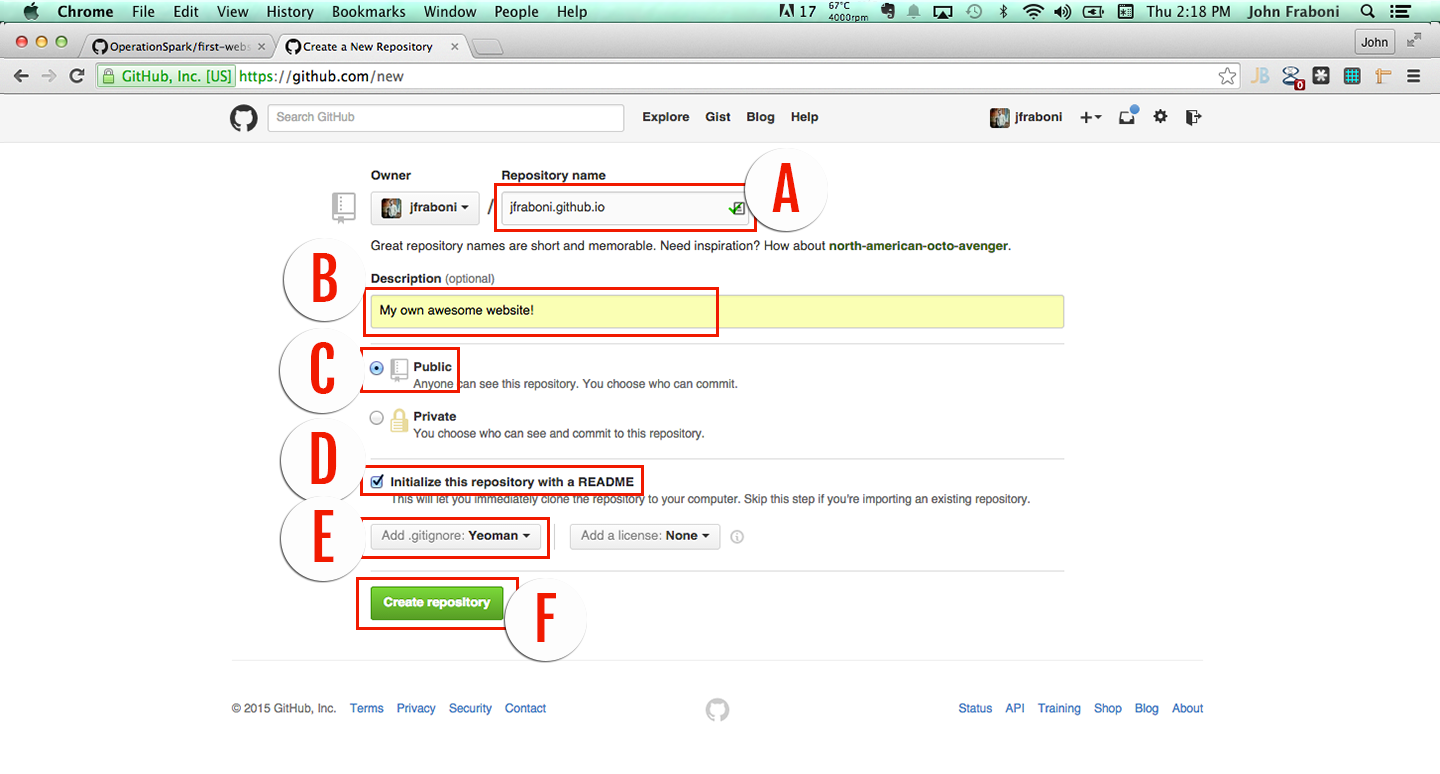 Chrome File Edit View History Bookmarks Window People Help 17 67°C 4000rpm Thu 2:18 PM John Fraboni
OperationSpark/first-webs Create a New Repository John
GitHub, Inc. [US] https://github.com/new JB 0
Search GitHub Explore Gist Blog Help jfraboni
Owner Repository name
jfraboni / jfraboni.github.io A
Great repository names are short and memorable. Need inspiration? How about north-american-octo-avenger.
B
Description (optional)
My own awesome website!
C
Public
Anyone can see this repository. You choose who can commit.
Private
You choose who can see and commit to this repository.
D
Initialize this repository with a README
This will let you immediately clone the repository to your computer. Skip this step if you're importing an existing repository.
E
Add .gitignore: Yeoman Add a license: None
Create repository F
© 2015 GitHub, Inc. Terms Privacy Security Contact Status API Training Shop Blog About